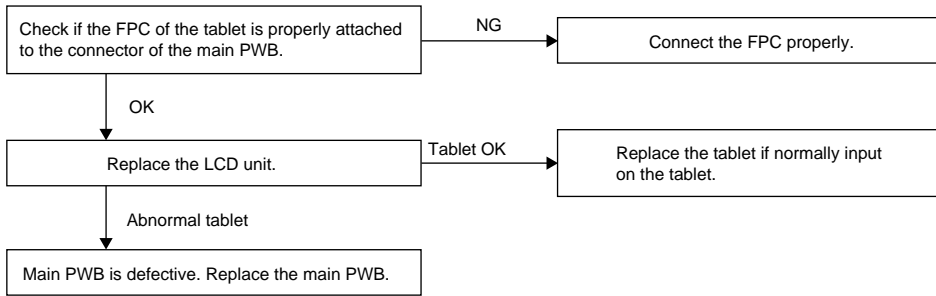 Check if the FPC of the tablet is properly attached
to the connector of the main PWB.
NG
Connect the FPC properly.
OK
Replace the LCD unit.
Tablet OK
Replace the tablet if normally input
on the tablet.
Abnormal tablet
Main PWB is defective. Replace the main PWB.